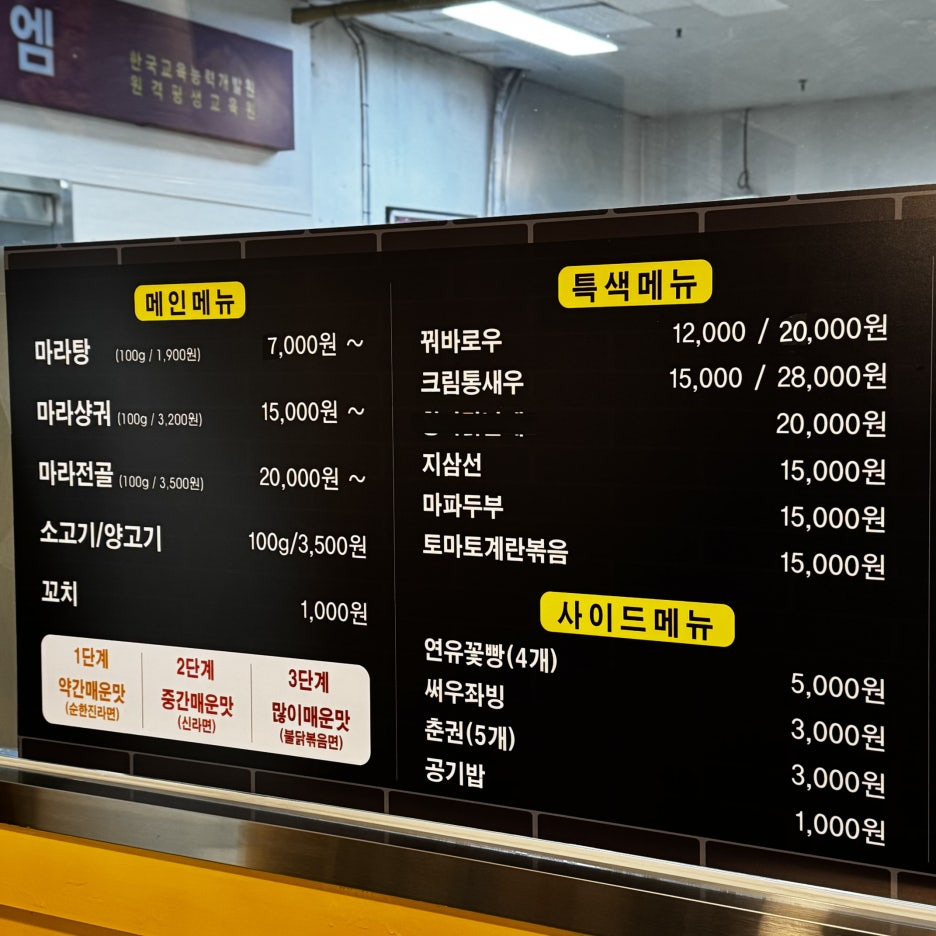 엠
한국교육능력개발원
원격평생교육원
메인메뉴
마라탕 (100g / 1,900원) 7,000원 ~
마라샹궈 (100g / 3,200원) 15,000원 ~
마라전골 (100g / 3,500원) 20,000원 ~
소고기/양고기 100g/3,500원
꼬치 1,000원
1단계
약간매운맛
(순한진라면)
2단계
중간매운맛
(신라면)
3단계
많이매운맛
(불닭볶음면)
특색메뉴
꿔바로우 12,000 / 20,000원
크림통새우 15,000 / 28,000원
20,000원
지삼선 15,000원
마파두부 15,000원
토마토계란볶음 15,000원
사이드메뉴
연유꽃빵(4개) 5,000원
써우좌빙 3,000원
춘권(5개) 3,000원
공기밥 1,000원